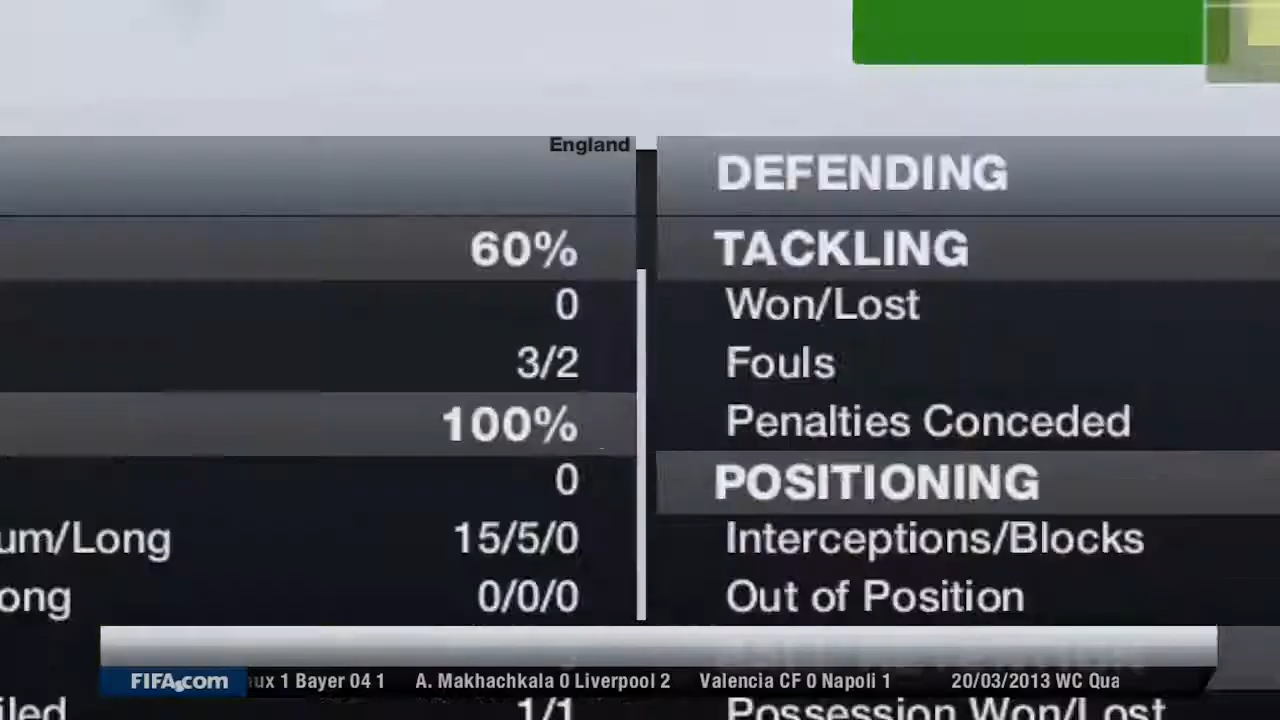 England
DEFENDING
60%
TACKLING
0
Won/Lost
3/2
Fouls
100%
Penalties Conceded
0
POSITIONING
um/Long 15/5/0
Interceptions/Blocks
ong 0/0/0
Out of Position
FIFA.com ux 1 Bayer 04 1 A. Makhachkala 0 Liverpool 2 Valencia CF 0 Napoli 1 20/03/2013 WC Qua
iled 1/1
Possession Won/Lost